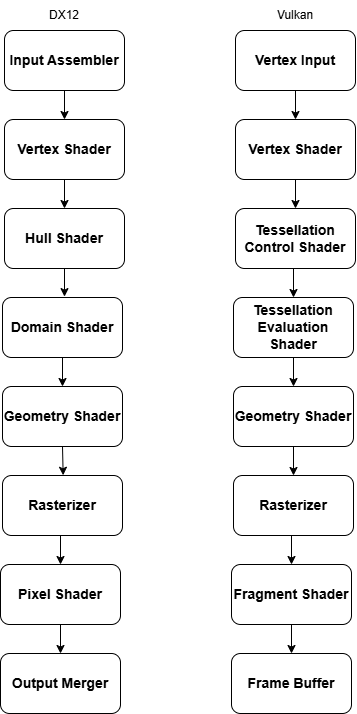 DX12
Input Assembler
Vertex Shader
Hull Shader
Domain Shader
Geometry Shader
Rasterizer
Pixel Shader
Output Merger
Vulkan
Vertex Input
Vertex Shader
Tessellation
Control Shader
Tessellation
Evaluation
Shader
Geometry Shader
Rasterizer
Fragment Shader
Frame Buffer